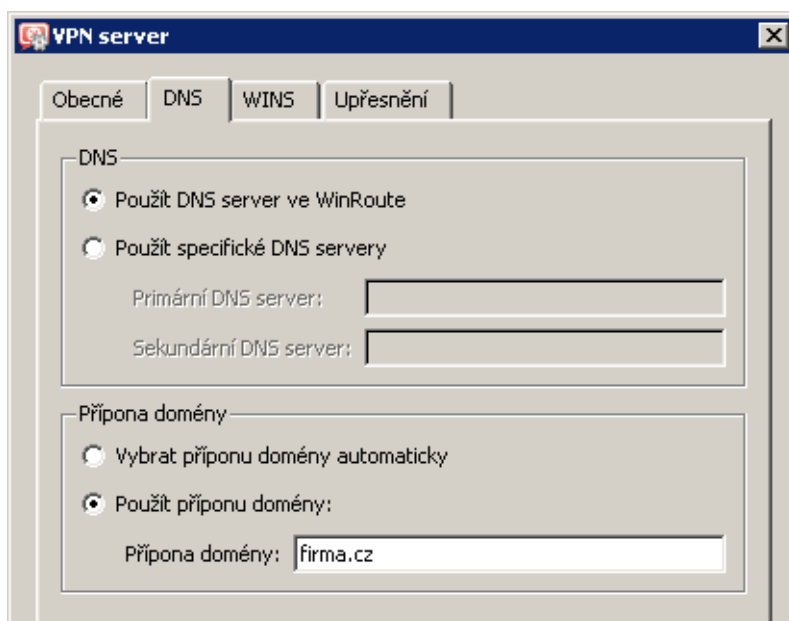 VPN server
Obecné DNS WINS Upřesnění
DNS
Použít DNS server ve WinRoute
Použít specifické DNS servery
Primární DNS server:
Sekundární DNS server:
Přípona domény
Vybrat příponu domény automaticky
Použít příponu domény:
Přípona domény: firma.cz